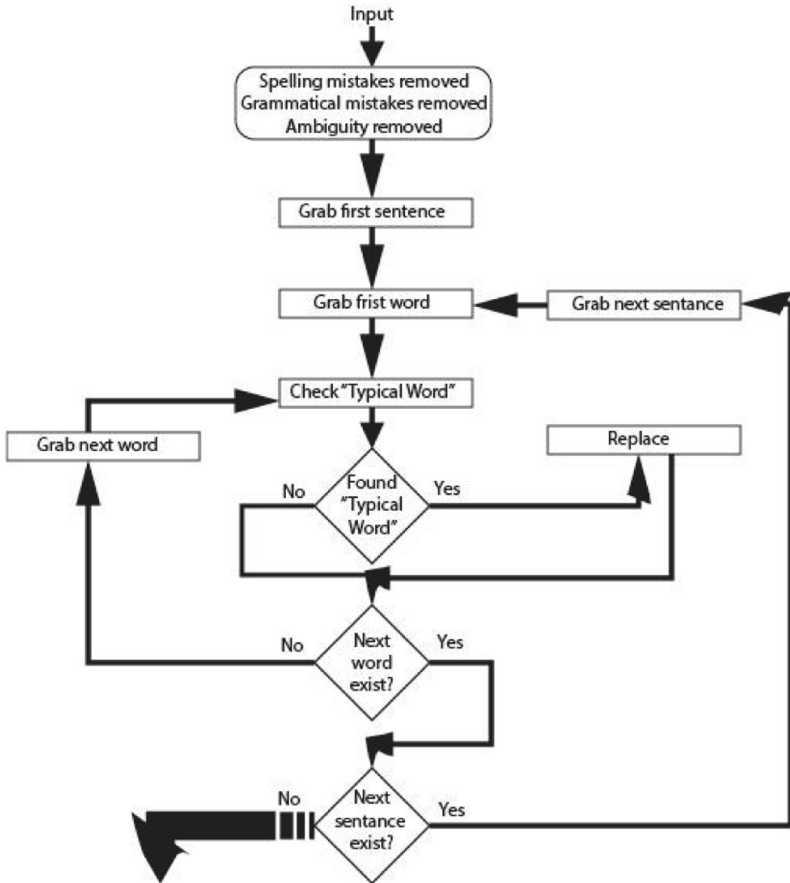 Input
Spelling mistakes removed
Grammatical mistakes removed
Ambiguity removed
Grab first sentence
Grab frist word
Grab next sentance
Check “Typical Word”
Grab next word
Replace
No
Found
“Typical
Word”
Yes
No
Next
word
exist?
Yes
No
Next
sentance
exist?
Yes